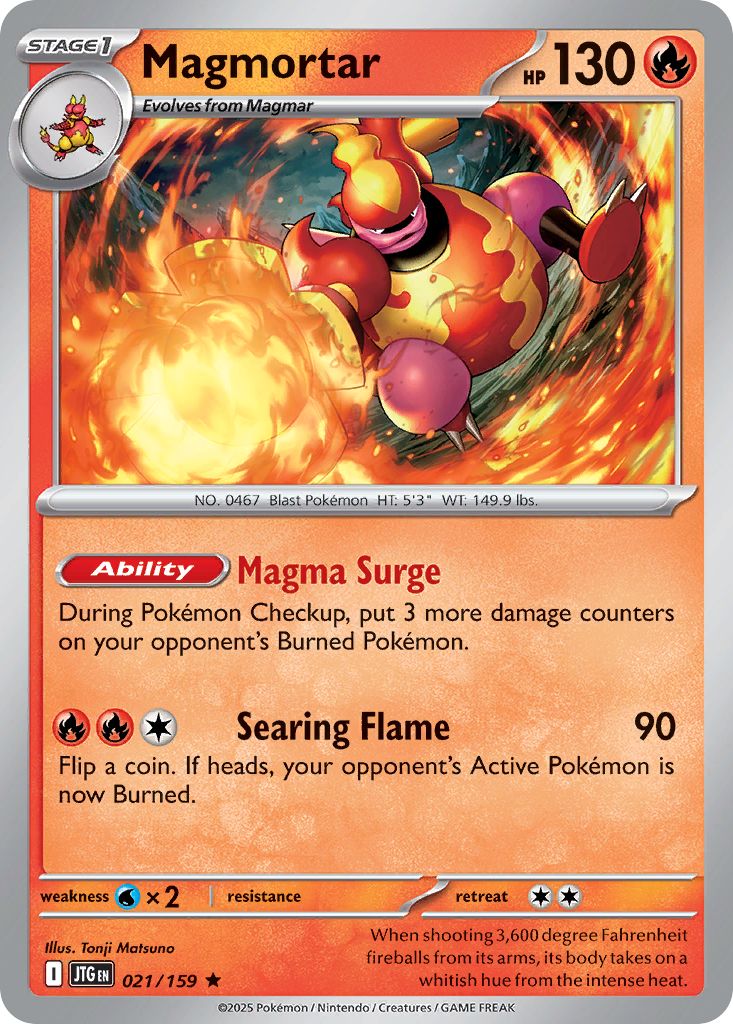 STAGE 1
Magmortar
HP 130
Evolves from Magmar
NO. 0467 Blast Pokémon HT: 5'3" WT: 149.9 lbs.
Ability Magma Surge
During Pokémon Checkup, put 3 more damage counters
on your opponent's Burned Pokémon.
Searing Flame 90
Flip a coin. If heads, your opponent's Active Pokémon is
now Burned.
weakness ×2 resistance retreat
Illus. Tonji Matsuno
When shooting 3,600 degree Fahrenheit
fireballs from its arms, its body takes on a
whitish hue from the intense heat.
I JTG EN 021/159 ★
©2025 Pokémon / Nintendo / Creatures / GAME FREAK